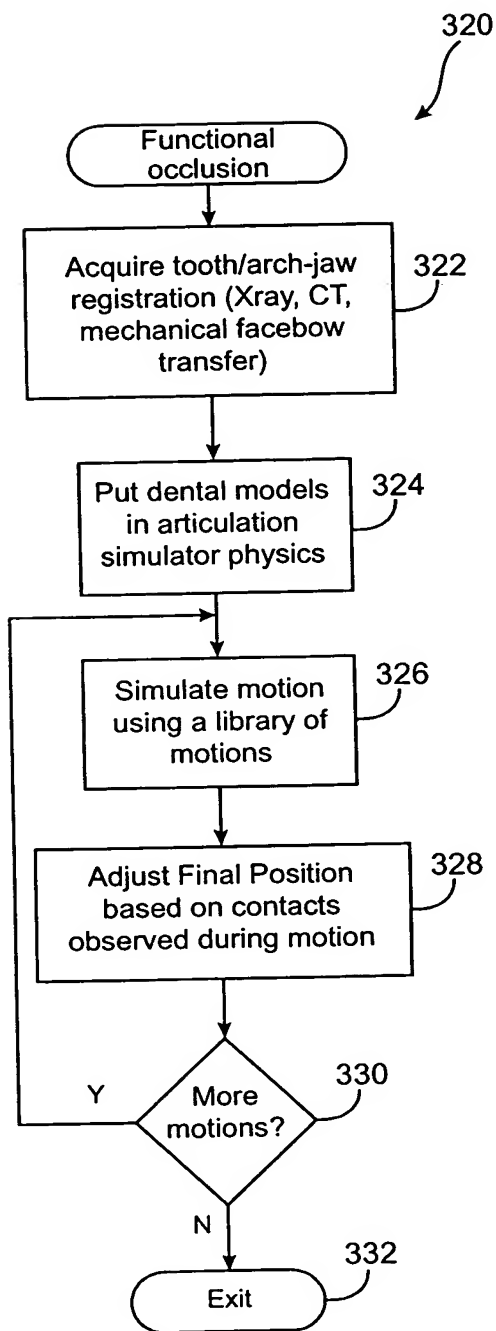 320
Functional
occlusion
Acquire tooth/arch-jaw
registration (Xray, CT,
mechanical facebow
transfer)
322
Put dental models
in articulation
simulator physics
324
Simulate motion
using a library of
motions
326
Adjust Final Position
based on contacts
observed during motion
328
Y
More
motions?
330
N
Exit
332